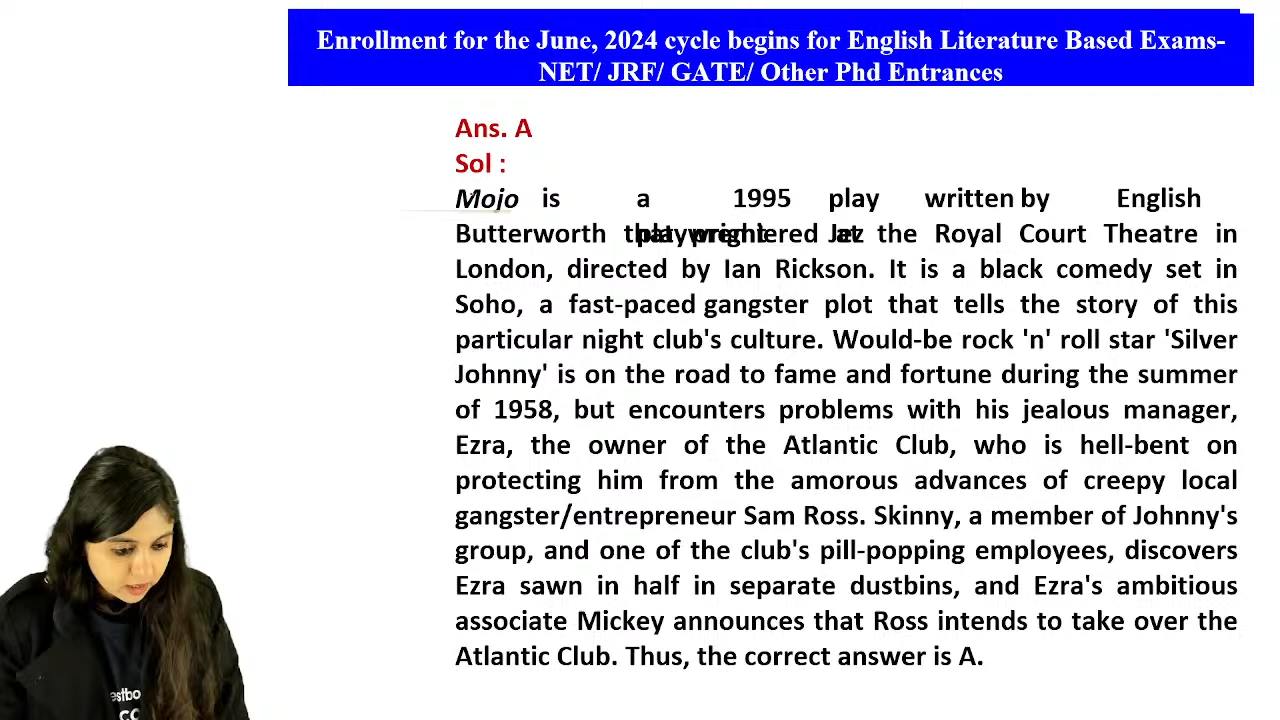 Enrollment for the June, 2024 cycle begins for English Literature Based Exams-
NET/ JRF/ GATE/ Other Phd Entrances
Ans. A
Sol :
Mojo is a 1995 play written by English
playwright Jez
Butterworth that premiered at the Royal Court Theatre in
London, directed by Ian Rickson. It is a black comedy set in
Soho, a fast-paced gangster plot that tells the story of this
particular night club's culture. Would-be rock 'n' roll star 'Silver
Johnny' is on the road to fame and fortune during the summer
of 1958, but encounters problems with his jealous manager,
Ezra, the owner of the Atlantic Club, who is hell-bent on
protecting him from the amorous advances of creepy local
gangster/entrepreneur Sam Ross. Skinny, a member of Johnny's
group, and one of the club's pill-popping employees, discovers
Ezra sawn in half in separate dustbins, and Ezra's ambitious
associate Mickey announces that Ross intends to take over the
Atlantic Club. Thus, the correct answer is A.